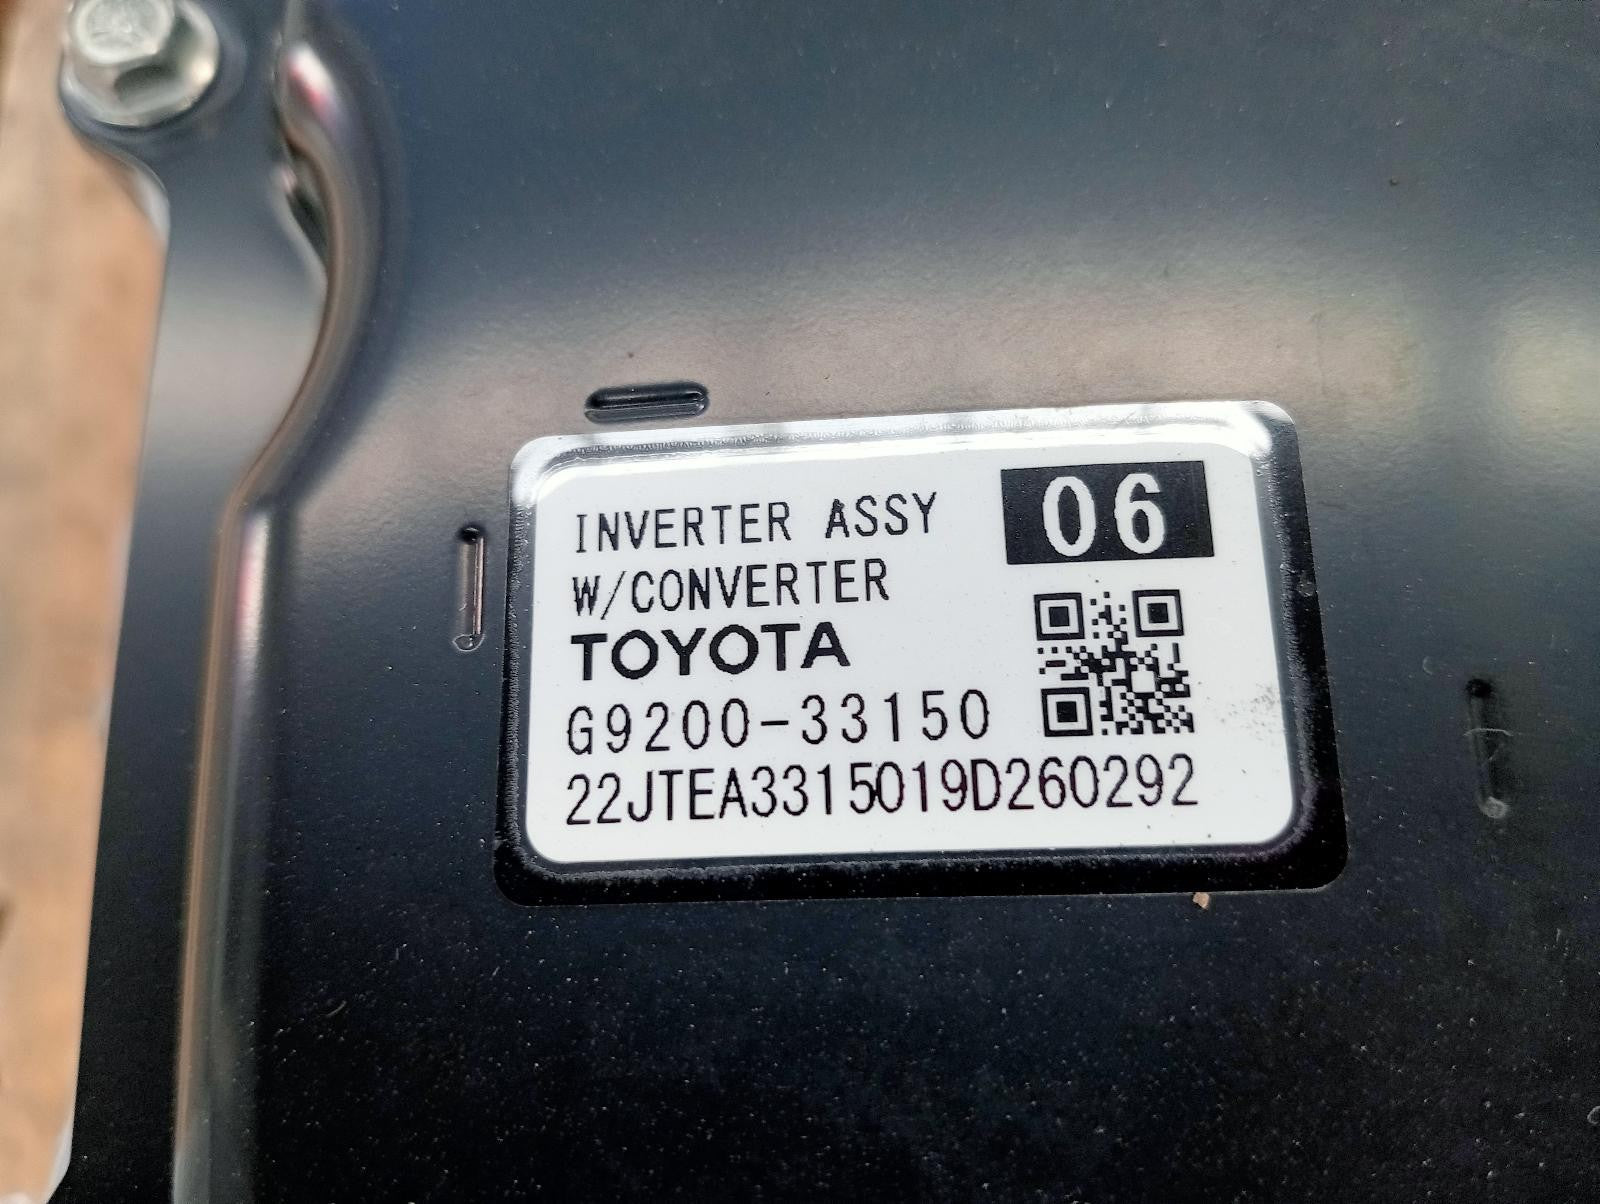 INVERTER ASSY
06
W/CONVERTER
TOYOTA
G9200-33150
22JTEA3315019D260292